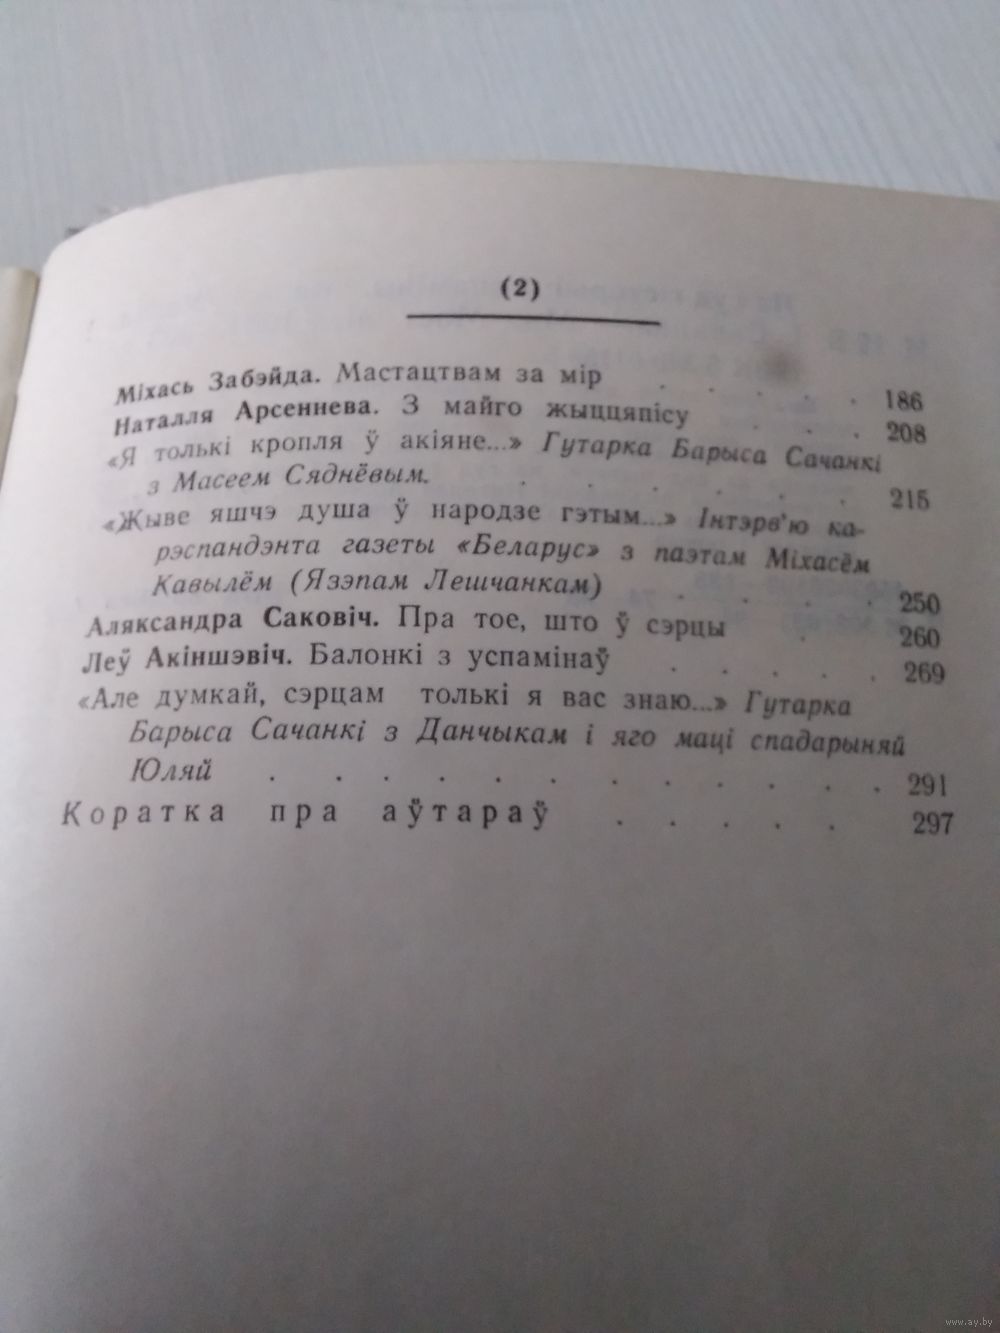 (2)
Міхась Забэйда. Мастацтвам за мір . . . . 186
Наталля Арсеннева. З майго жыццяпісу . . . 208
«Я толькі кропля ў акіяне...» Гутарка Барыса Сачанкі
з Масеем Сяднёвым. . . . . . . 215
«Жыве яшчэ душа ў народзе гэтым...» Інтэрв'ю ка-
рэспандэнта газеты «Беларус» з паэтам Міхасём
Кавылём (Язэпам Лешчанкам) . . . . 250
Аляксандра Саковіч. Пра тое, што ў сэрцы . . 260
Леў Акіншэвіч. Балонкі з успамінаў . . . . . 269
«Але думкай, сэрцам толькі я вас знаю...» Гутарка
Барыса Сачанкі з Данчыкам і яго маці спадарыняй
Юляй . . . . . . . . . . . 291
Коратка пра аўтараў . . . . . 297
www.ay.by